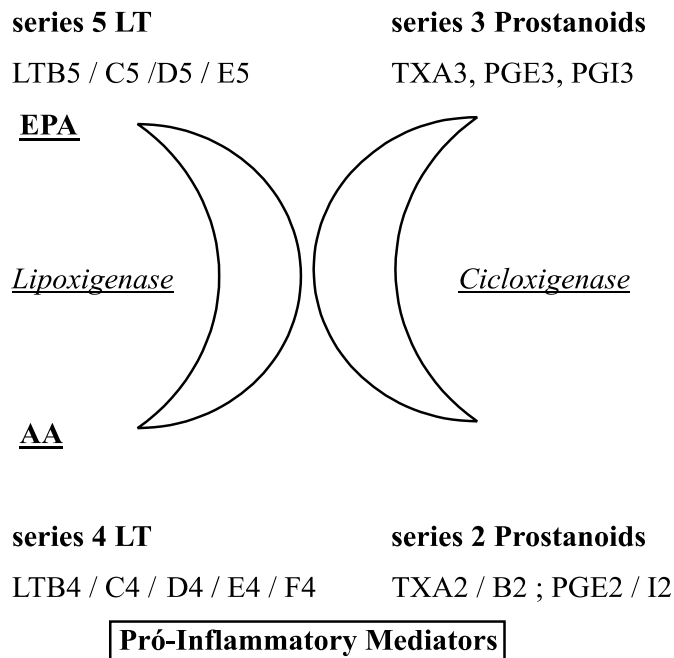 series 5 LT series 3 Prostanoids
LTB5 / C5 /D5 / E5 TXA3, PGE3, PGI3
EPA
Lipoxigenase Cicloxigenase
AA
series 4 LT series 2 Prostanoids
LTB4 / C4 / D4 / E4 / F4 TXA2 / B2 ; PGE2 / I2
Pró-Inflammatory Mediators